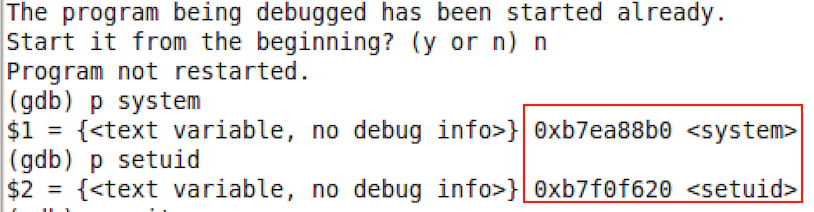 The program being debugged has been started already.
Start it from the beginning? (y or n) n
Program not restarted.
(gdb) p system
$1 = {<text variable, no debug info>} 0xb7ea88b0 <system>
(gdb) p setuid
$2 = {<text variable, no debug info>} 0xb7f0f620 <setuid>